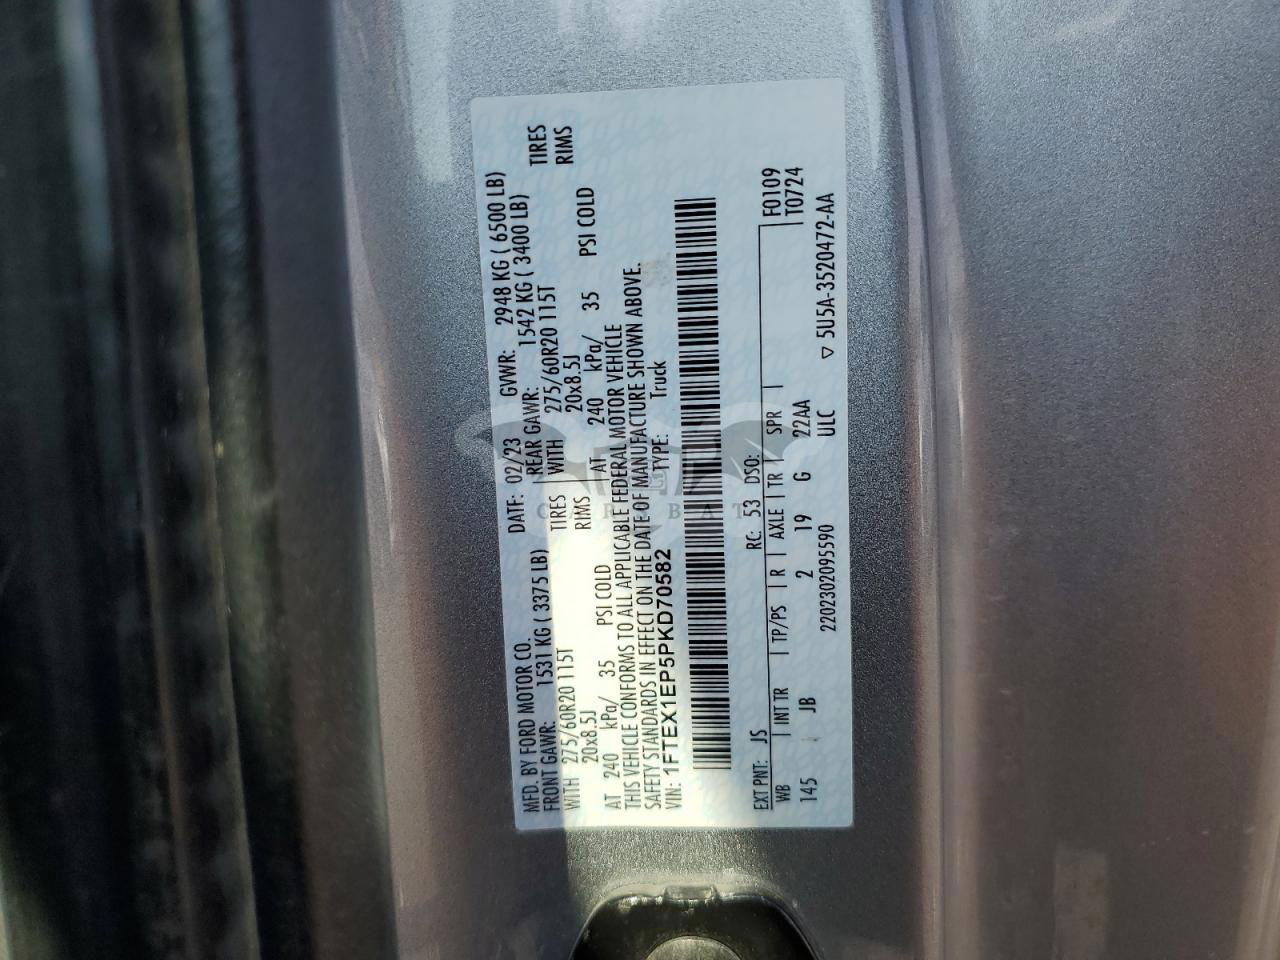 MFD. BY FORD MOTOR CO.
DATE: 02/23 GVWR: 2948 KG ( 6500 LB)
FRONT GAWR: 1531 KG ( 3375 LB) REAR GAWR: 1542 KG ( 3400 LB)
WITH 275/60R20 115T TIRES WITH 275/60R20 115T TIRES
20x8.5J RIMS 20x8.5J RIMS
AT 240 kPa/ 35 PSI COLD AT 240 kPa/ 35 PSI COLD
THIS VEHICLE CONFORMS TO ALL APPLICABLE FEDERAL MOTOR VEHICLE
SAFETY STANDARDS IN EFFECT ON THE DATE OF MANUFACTURE SHOWN ABOVE.
VIN: 1FTEX1EP5PKD70582 TYPE: Truck
EXT PNT: JS RC: 53 DSO: F0109
WB INT TR TP/PS R AXLE TR SPR T0724
145 JB 2 19 G 22AA
2202302095590 ULC ▽ 5U5A-3520472-AA
CAR BAT